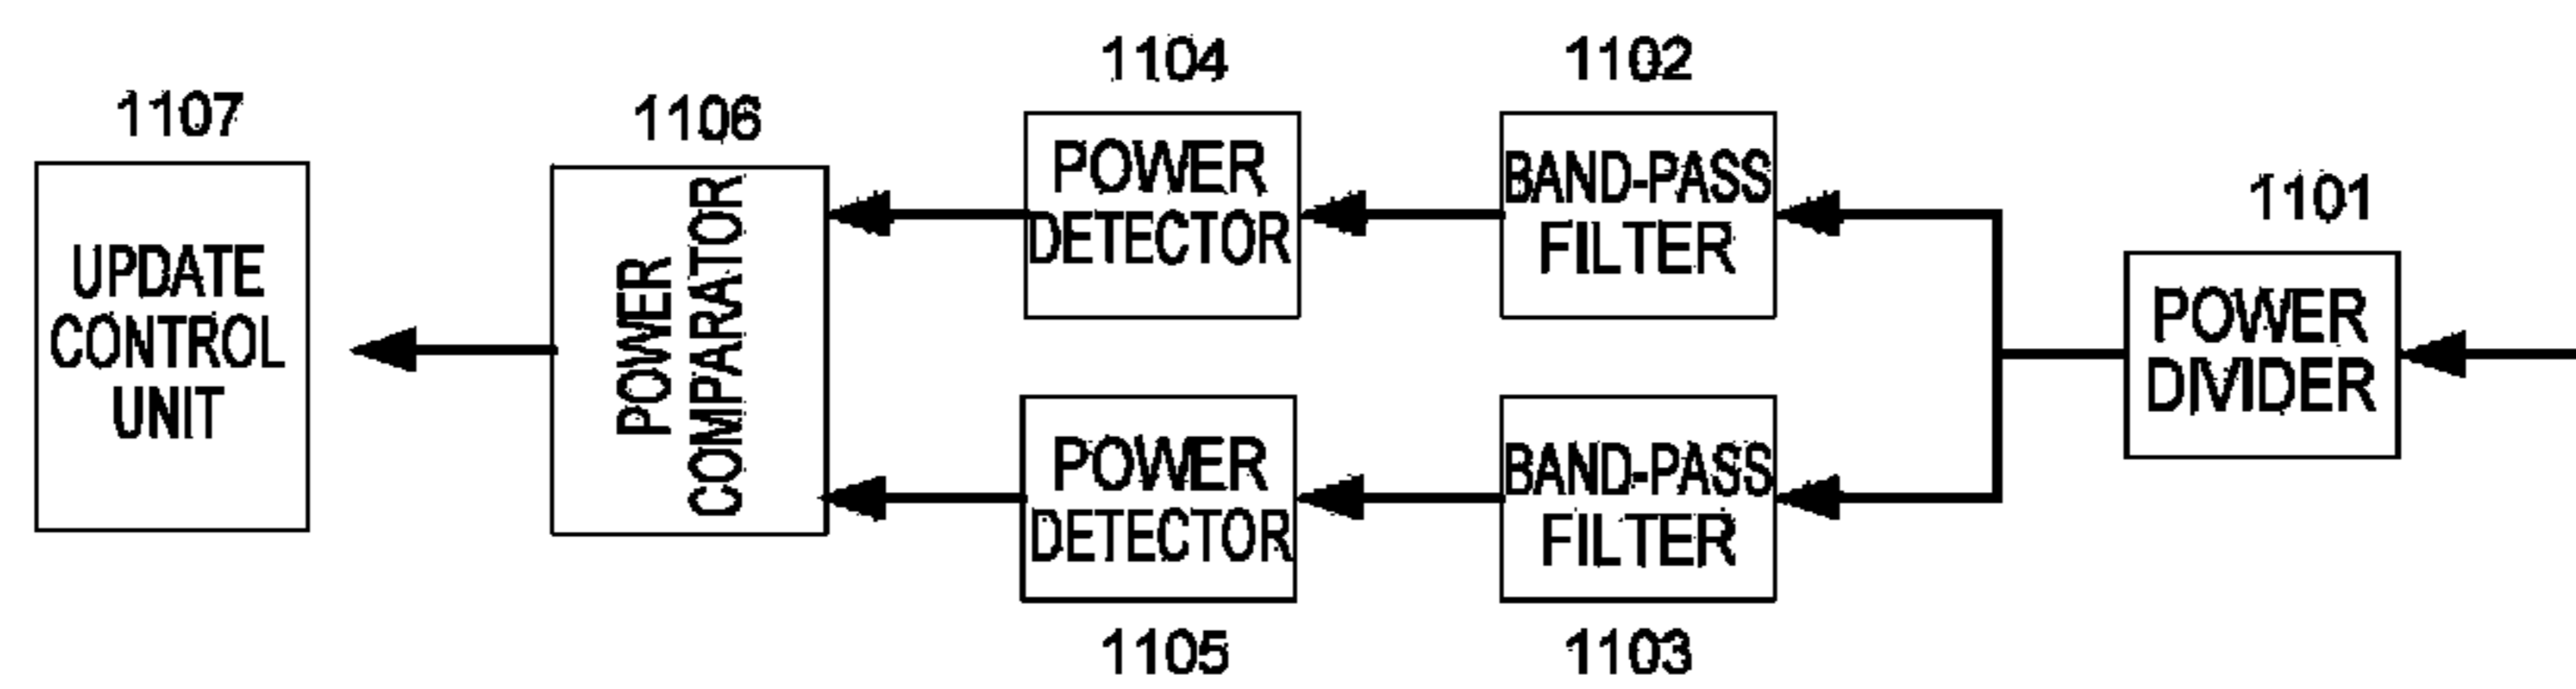 1104
1102
1107
1106
1101
POWER
DETECTOR
BAND-PASS
FILTER
UPDATE
CONTROL
UNIT
POWER
COMPARATOR
POWER
DIVIDER
POWER
DETECTOR
BAND-PASS
FILTER
1105
1103